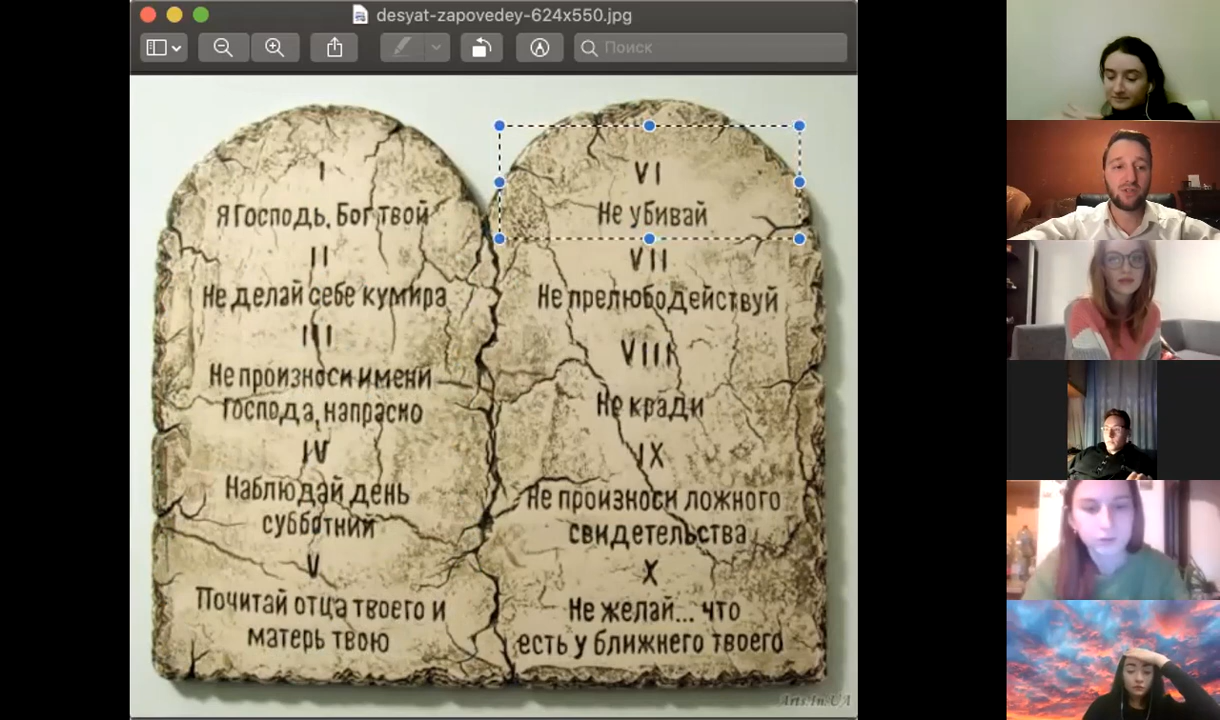 desyat-zapovedey-624x550.jpg
Поиск
I
Я Господь, Бог твой
II
Не делай себе кумира
III
Не произноси имени
господа, напрасно
IV
Наблюдай день
субботний
V
Почитай отца твоего и
матерь твою
VI
Не убивай
VII
Не прелюбодействуй
VIII
Не кради
IX
Не произноси ложного
свидетельства
X
Не желай... что
есть у ближнего твоего
Arts.In.UA